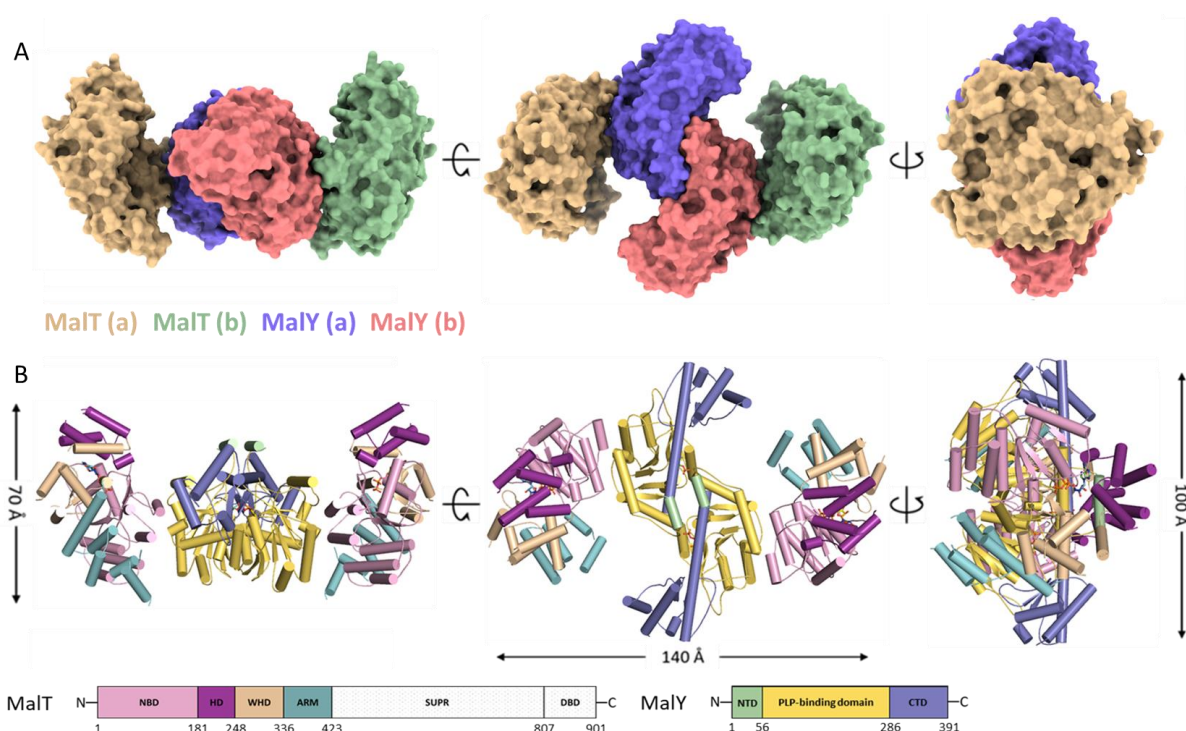 A
MalT (a) MalT (b) MalY (a) MalY (b)
B
70 Å
140 Å
100 Å
MalT N NBD HD WHD ARM SUPR DBD C
1 181 248 336 423 807 901
MalY N NTD PLP-binding domain CTD C
1 56 286 391